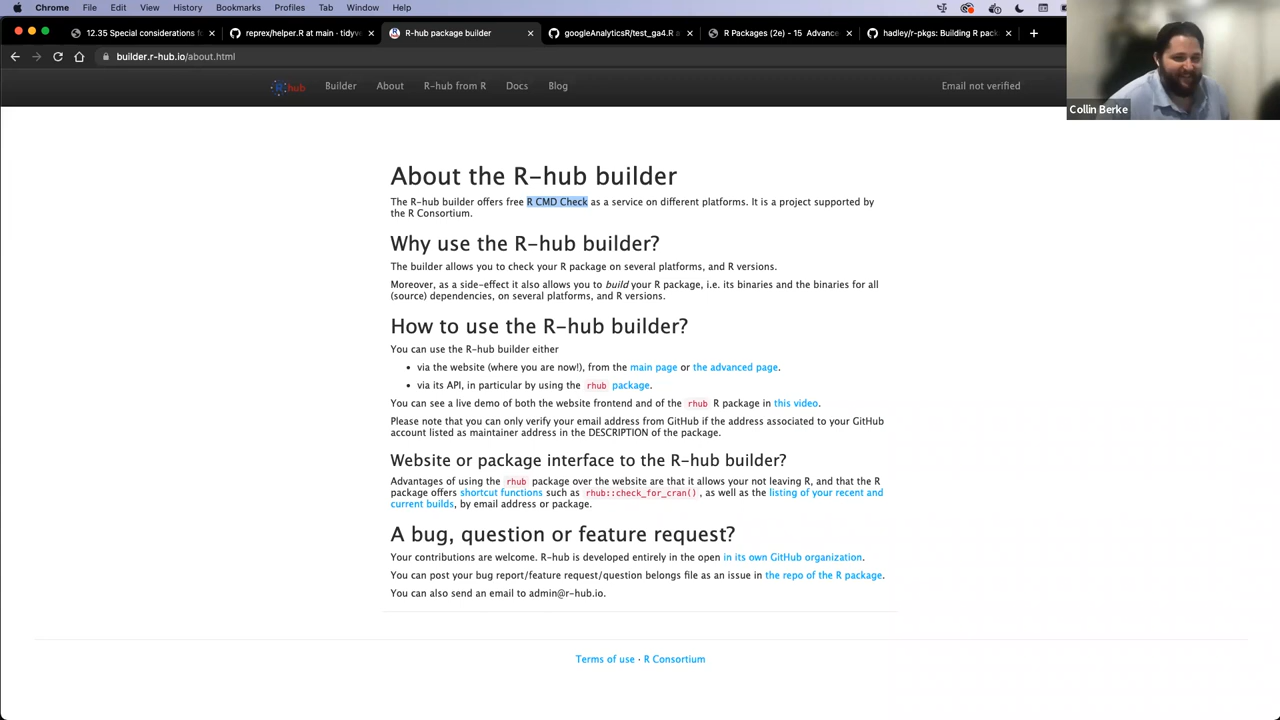 Chrome File Edit View History Bookmarks Profiles Tab Window Help
12.35 Special considerations f
reprex/helper.R at main · tidyve
R-hub package builder
googleAnalyticsR/test_ga4.R a
R Packages (2e) - 15 Advance
hadley/r-pkgs: Building R pack
builder.r-hub.io/about.html
Rhub Builder About R-hub from R Docs Blog Email not verified
Collin Berke
About the R-hub builder
The R-hub builder offers free R CMD Check as a service on different platforms. It is a project supported by
the R Consortium.
Why use the R-hub builder?
The builder allows you to check your R package on several platforms, and R versions.
Moreover, as a side-effect it also allows you to build your R package, i.e. its binaries and the binaries for all
(source) dependencies, on several platforms, and R versions.
How to use the R-hub builder?
You can use the R-hub builder either
• via the website (where you are now!), from the main page or the advanced page.
• via its API, in particular by using the rhub package.
You can see a live demo of both the website frontend and of the rhub R package in this video.
Please note that you can only verify your email address from GitHub if the address associated to your GitHub
account listed as maintainer address in the DESCRIPTION of the package.
Website or package interface to the R-hub builder?
Advantages of using the rhub package over the website are that it allows your not leaving R, and that the R
package offers shortcut functions such as rhub::check_for_cran(), as well as the listing of your recent and
current builds, by email address or package.
A bug, question or feature request?
Your contributions are welcome. R-hub is developed entirely in the open in its own GitHub organization.
You can post your bug report/feature request/question belongs file as an issue in the repo of the R package.
You can also send an email to admin@r-hub.io.
Terms of use · R Consortium